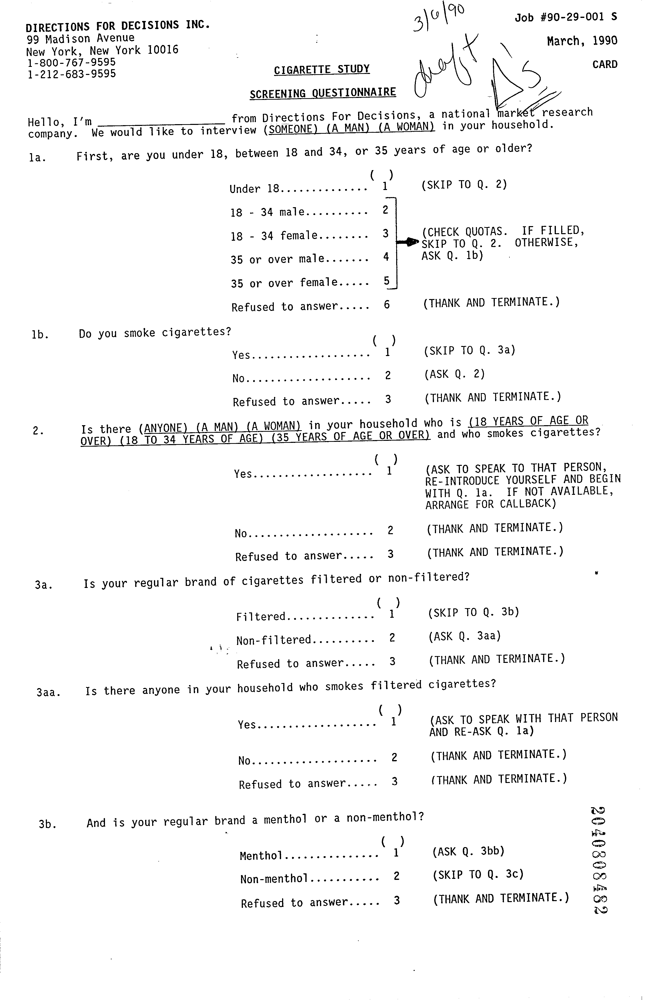 DIRECTIONS FOR DECISIONS INC.
99 Madison Avenue
New York, New York 10016
1-800-767-9595
1-212-683-9595
3/6/90
draft
Job #90-29-001 S
March, 1990
CARD
CIGARETTE STUDY
SCREENING QUESTIONNAIRE
Hello, I'm ____________________ from Directions For Decisions, a national market research
company. We would like to interview (SOMEONE) (A MAN) (A WOMAN) in your household.
1a. First, are you under 18, between 18 and 34, or 35 years of age or older?
( )
Under 18.............. 1 (SKIP TO Q. 2)
18 - 34 male.......... 2
18 - 34 female........ 3 (CHECK QUOTAS. IF FILLED,
SKIP TO Q. 2. OTHERWISE,
35 or over male....... 4 ASK Q. 1b)
35 or over female..... 5
Refused to answer..... 6 (THANK AND TERMINATE.)
1b. Do you smoke cigarettes?
( )
Yes................... 1 (SKIP TO Q. 3a)
No.................... 2 (ASK Q. 2)
Refused to answer..... 3 (THANK AND TERMINATE.)
2. Is there (ANYONE) (A MAN) (A WOMAN) in your household who is (18 YEARS OF AGE OR
OVER) (18 TO 34 YEARS OF AGE) (35 YEARS OF AGE OR OVER) and who smokes cigarettes?
( )
Yes................... 1 (ASK TO SPEAK TO THAT PERSON,
RE-INTRODUCE YOURSELF AND BEGIN
WITH Q. 1a. IF NOT AVAILABLE,
ARRANGE FOR CALLBACK)
No.................... 2 (THANK AND TERMINATE.)
Refused to answer..... 3 (THANK AND TERMINATE.)
3a. Is your regular brand of cigarettes filtered or non-filtered?
( )
Filtered.............. 1 (SKIP TO Q. 3b)
Non-filtered.......... 2 (ASK Q. 3aa)
Refused to answer..... 3 (THANK AND TERMINATE.)
3aa. Is there anyone in your household who smokes filtered cigarettes?
( )
Yes................... 1 (ASK TO SPEAK WITH THAT PERSON
AND RE-ASK Q. 1a)
No.................... 2 (THANK AND TERMINATE.)
Refused to answer..... 3 (THANK AND TERMINATE.)
3b. And is your regular brand a menthol or a non-menthol?
( )
Menthol............... 1 (ASK Q. 3bb)
Non-menthol........... 2 (SKIP TO Q. 3c)
Refused to answer..... 3 (THANK AND TERMINATE.)
2040808482